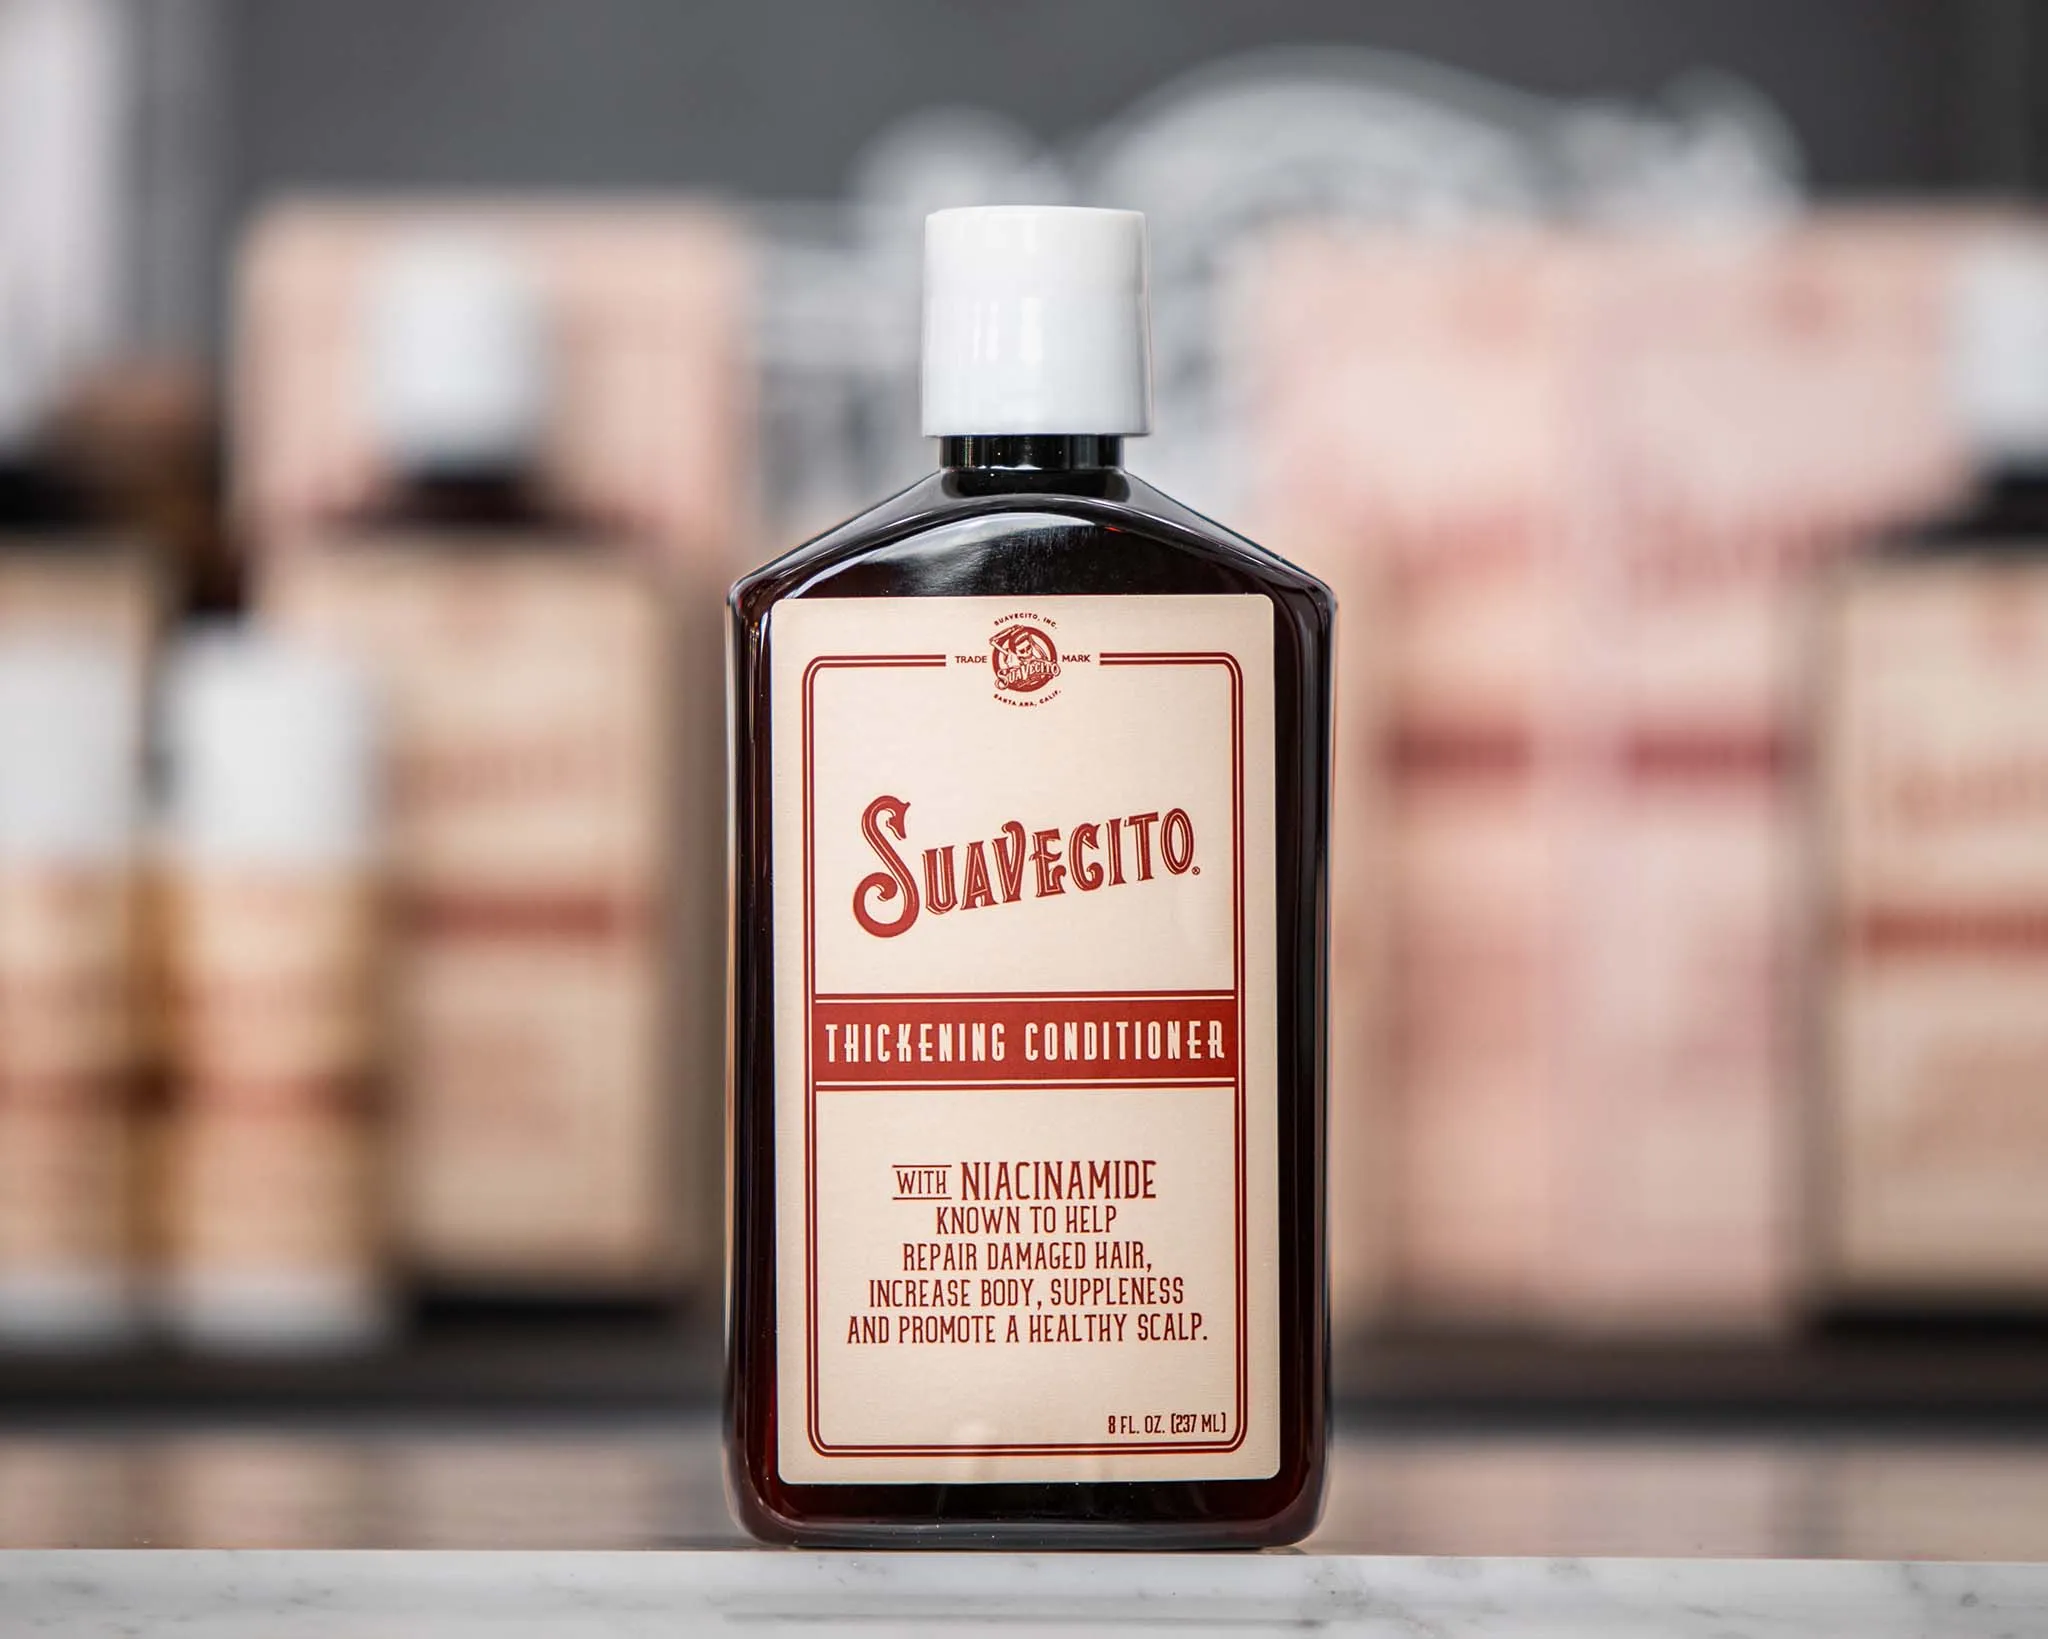 SUAVECITO, INC.
TRADE MARK
SUAVECITO
SANTA ANA, CALIF.
SUAVECITO®
THICKENING CONDITIONER
WITH NIACINAMIDE
KNOWN TO HELP
REPAIR DAMAGED HAIR,
INCREASE BODY, SUPPLENESS
AND PROMOTE A HEALTHY SCALP.
8 FL. OZ. (237 ML)